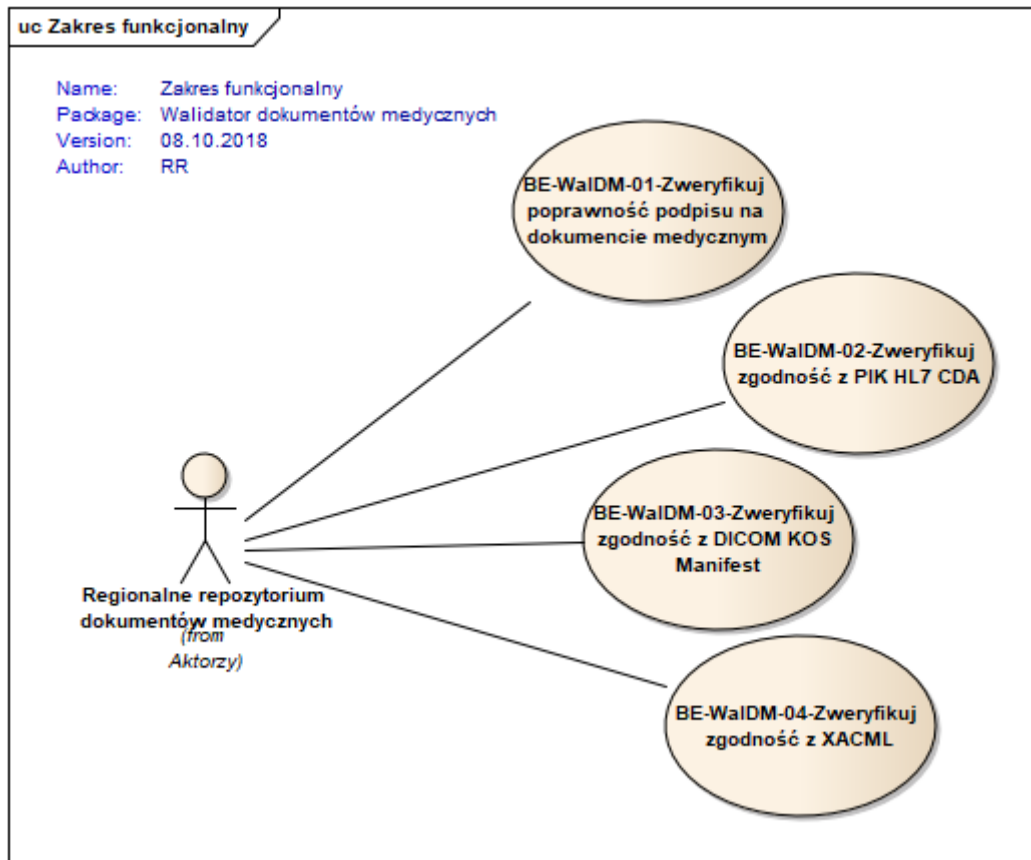 uc Zakres funkcjonalny
Name: Zakres funkcjonalny
Package: Walidator dokumentów medycznych
Version: 08.10.2018
Author: RR
BE-WalDM-01-Zweryfikuj
poprawność podpisu na
dokumencie medycznym
BE-WalDM-02-Zweryfikuj
zgodność z PIK HL7 CDA
BE-WalDM-03-Zweryfikuj
zgodność z DICOM KOS
Manifest
Regionalne repozytorium
dokumentów medycznych
(from
Aktorzy)
BE-WalDM-04-Zweryfikuj
zgodność z XACML